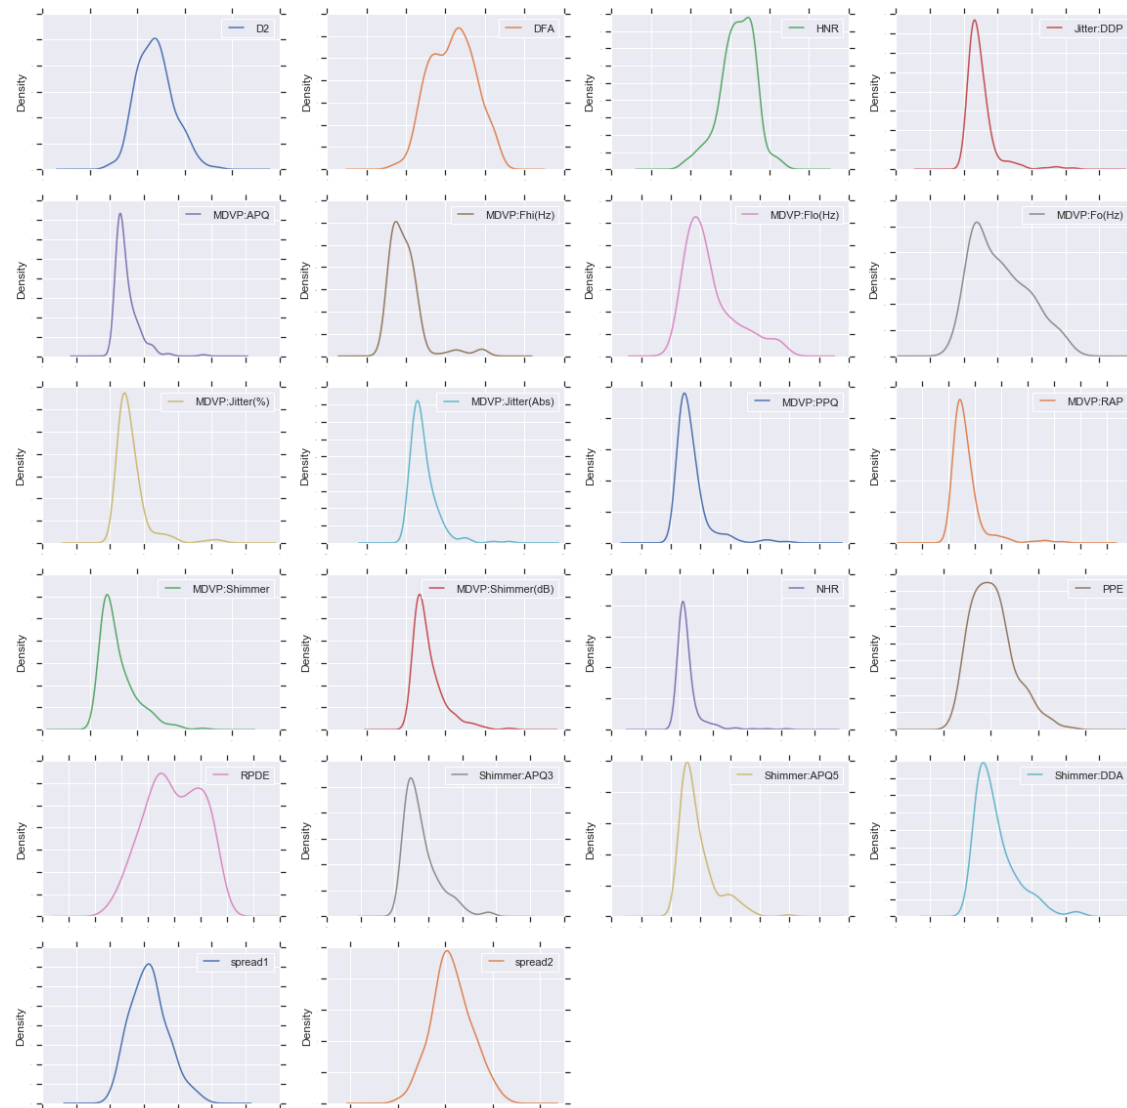 Density
D2
Density
DFA
Density
HNR
Density
Jitter:DDP
Density
MDVP:APQ
Density
MDVP:Fhi(Hz)
Density
MDVP:Flo(Hz)
Density
MDVP:Fo(Hz)
Density
MDVP:Jitter(%)
Density
MDVP:Jitter(Abs)
Density
MDVP:PPQ
Density
MDVP:RAP
Density
MDVP:Shimmer
Density
MDVP:Shimmer(dB)
Density
NHR
Density
PPE
Density
RPDE
Density
Shimmer:APQ3
Density
Shimmer:APQ5
Density
Shimmer:DDA
Density
spread1
Density
spread2